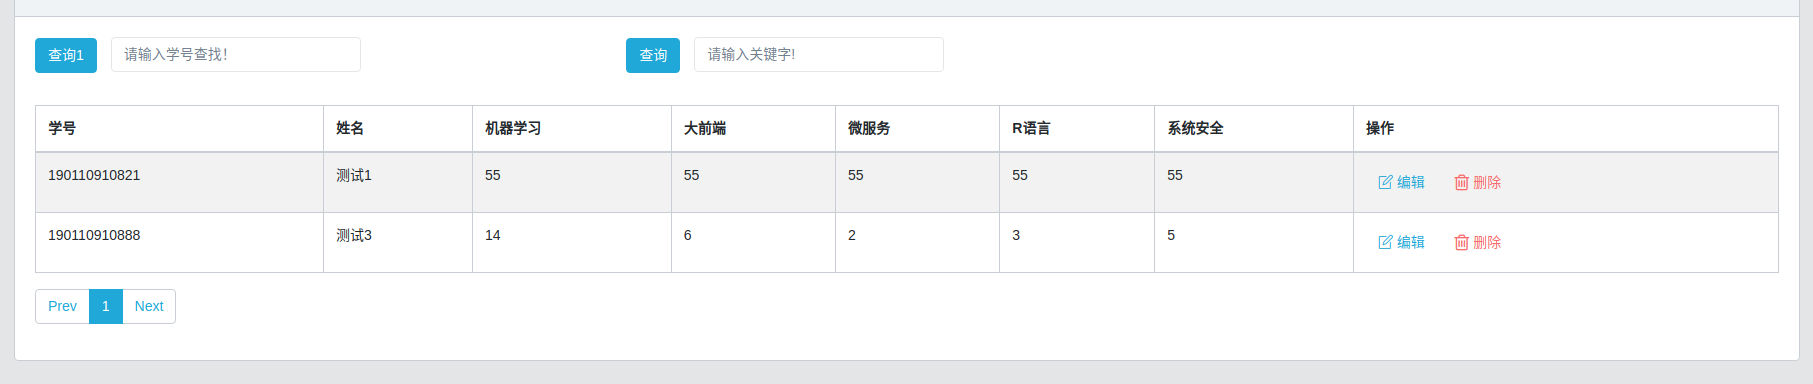 查询1 请输入学号查找! 查询 请输入关键字!
学号 姓名 机器学习 大前端 微服务 R语言 系统安全 操作
190110910821 测试1 55 55 55 55 55 编辑 删除
190110910888 测试3 14 6 2 3 5 编辑 删除
Prev 1 Next